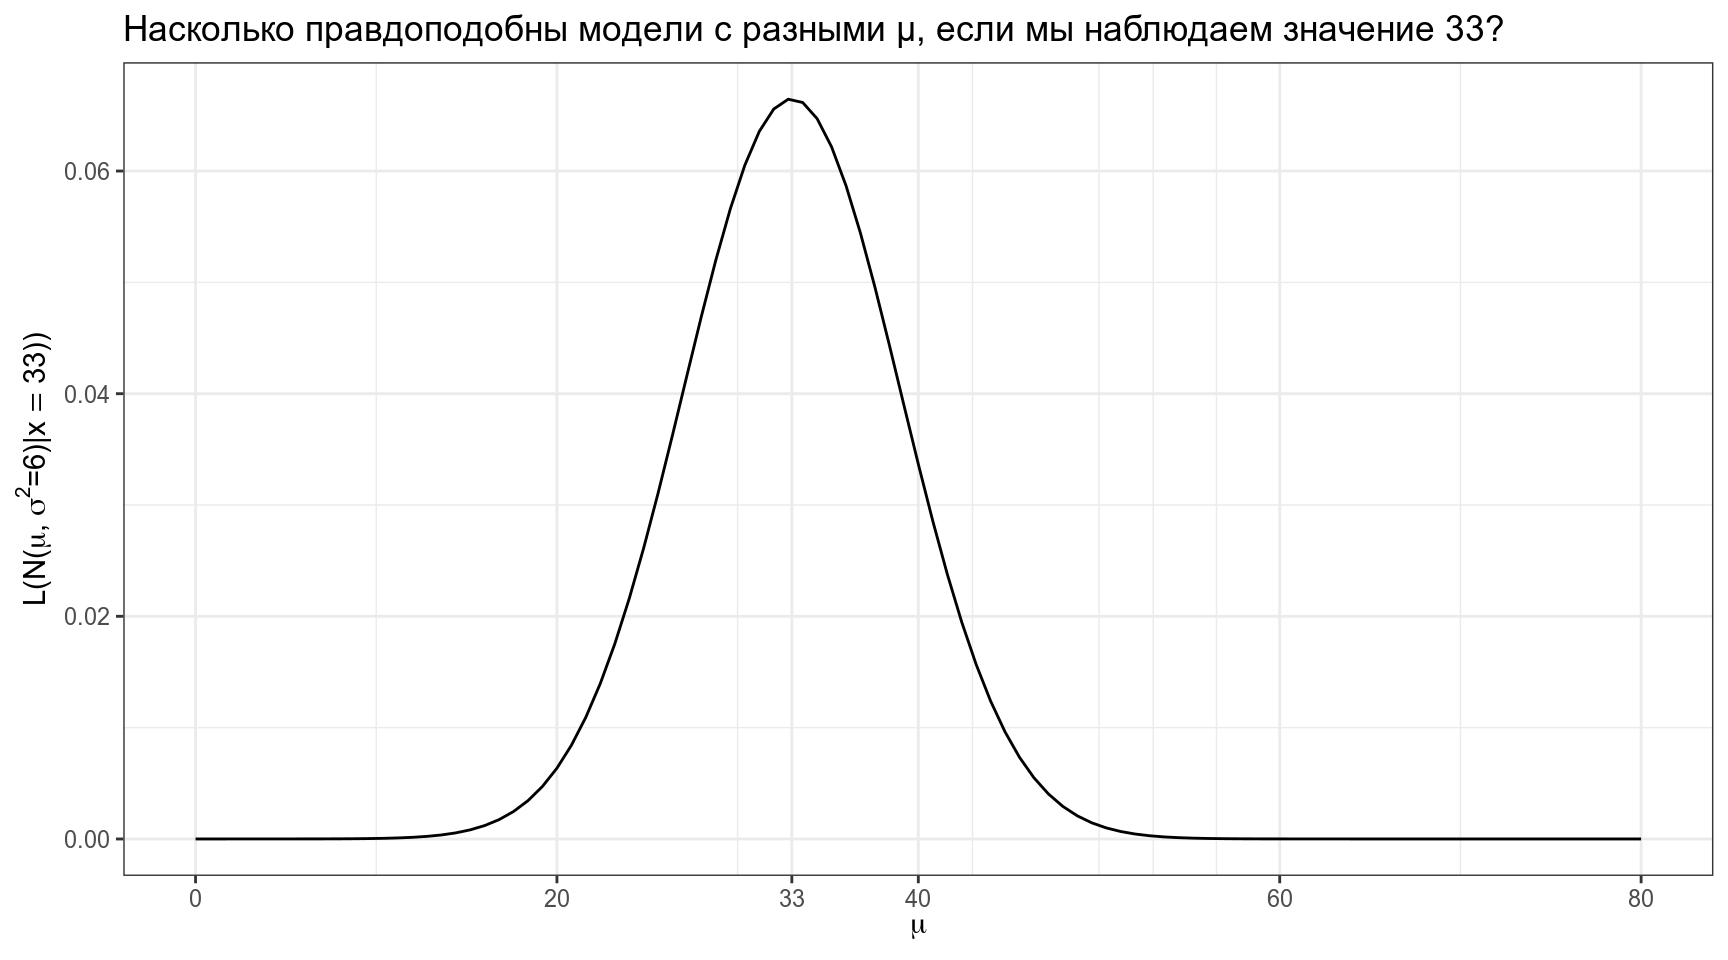 Насколько правдоподобны модели с разными μ, если мы наблюдаем значение 33?
L(N(μ, σ²=6)|x = 33))
0.06
0.04
0.02
0.00
0 20 33 40 60 80
μ